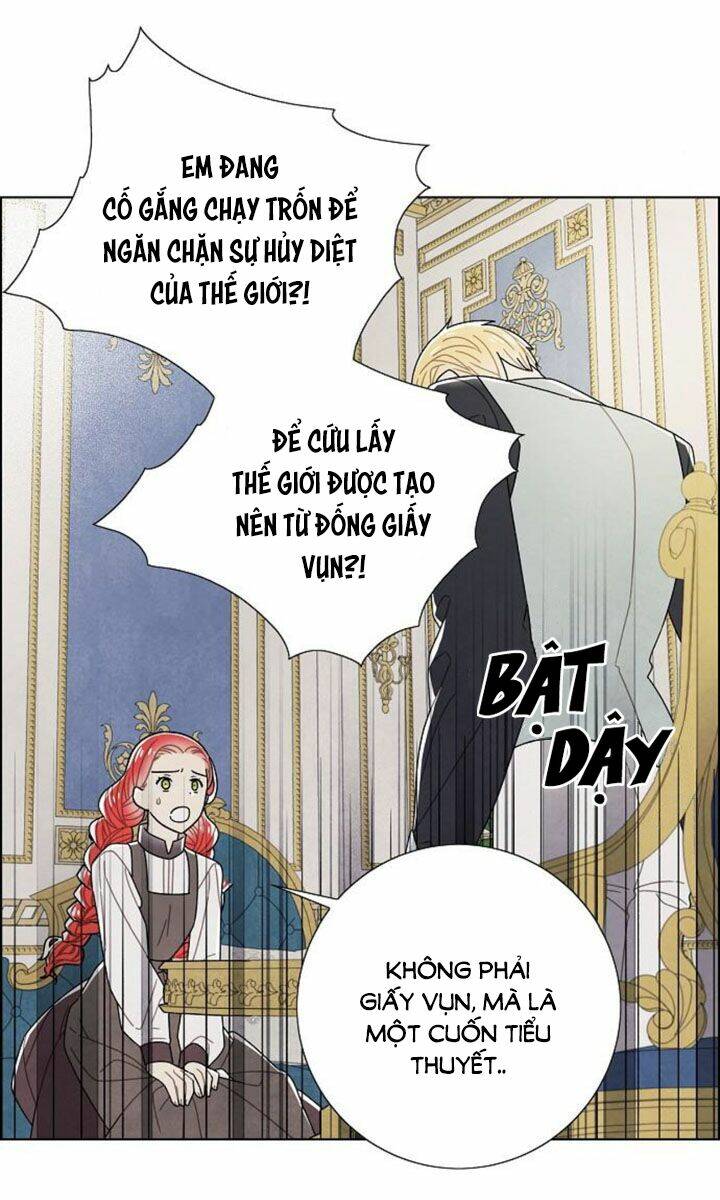 EM ĐANG
CỐ GẮNG CHẠY TRỐN ĐỂ
NGĂN CHẶN SỰ HỦY DIỆT
CỦA THẾ GIỚI?!
ĐỂ CỨU LẤY
THẾ GIỚI ĐƯỢC TẠO
NÊN TỪ ĐỐNG GIẤY
VỤN?!
BẬT
DẬY
KHÔNG PHẢI
GIẤY VỤN, MÀ LÀ
MỘT CUỐN TIỂU
THUYẾT..